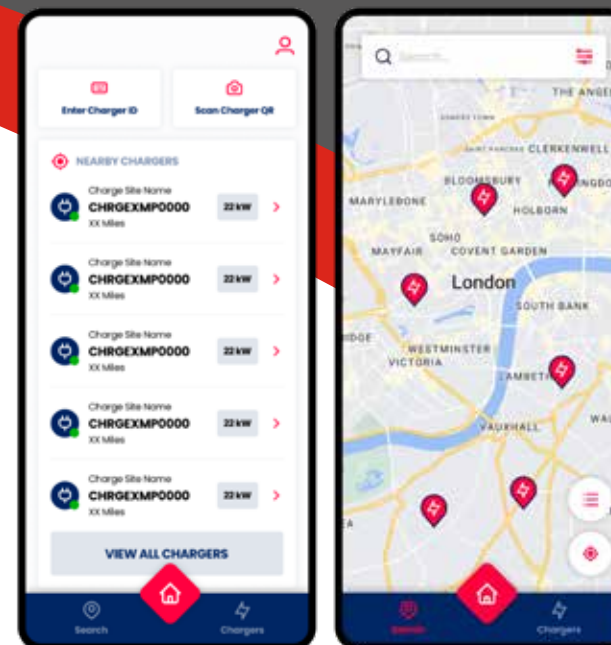 Enter Charger ID
Scan Charger QR
NEARBY CHARGERS
Charge Site Name
CHRGEXMP0000
22 kW
XX Miles
Charge Site Name
CHRGEXMP0000
22 kW
XX Miles
Charge Site Name
CHRGEXMP0000
22 kW
XX Miles
Charge Site Name
CHRGEXMP0000
22 kW
XX Miles
Charge Site Name
CHRGEXMP0000
22 kW
XX Miles
VIEW ALL CHARGERS
Search
Chargers
Search...
THE ANGEL
CLERKENWELL
BLOOMSBURY
MARYLEBONE
HOLBORN
SOHO
MAYFAIR
COVENT GARDEN
London
SOUTH BANK
WESTMINSTER
VICTORIA
VAUXHALL
Search
Chargers